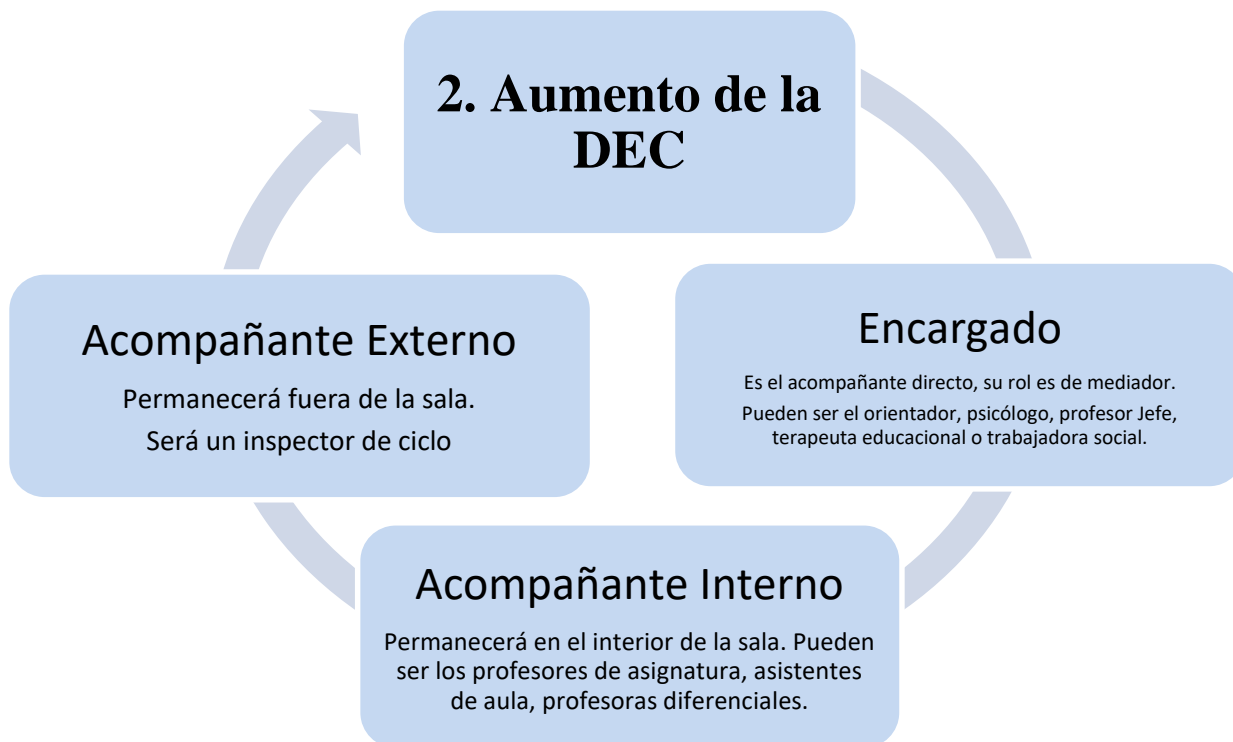 2. Aumento de la
DEC
Encargado
Es el acompañante directo, su rol es de mediador.
Pueden ser el orientador, psicólogo, profesor Jefe,
terapeuta educacional o trabajadora social.
Acompañante Interno
Permanecerá en el interior de la sala. Pueden
ser los profesores de asignatura, asistentes
de aula, profesoras diferenciales.
Acompañante Externo
Permanecerá fuera de la sala.
Será un inspector de ciclo